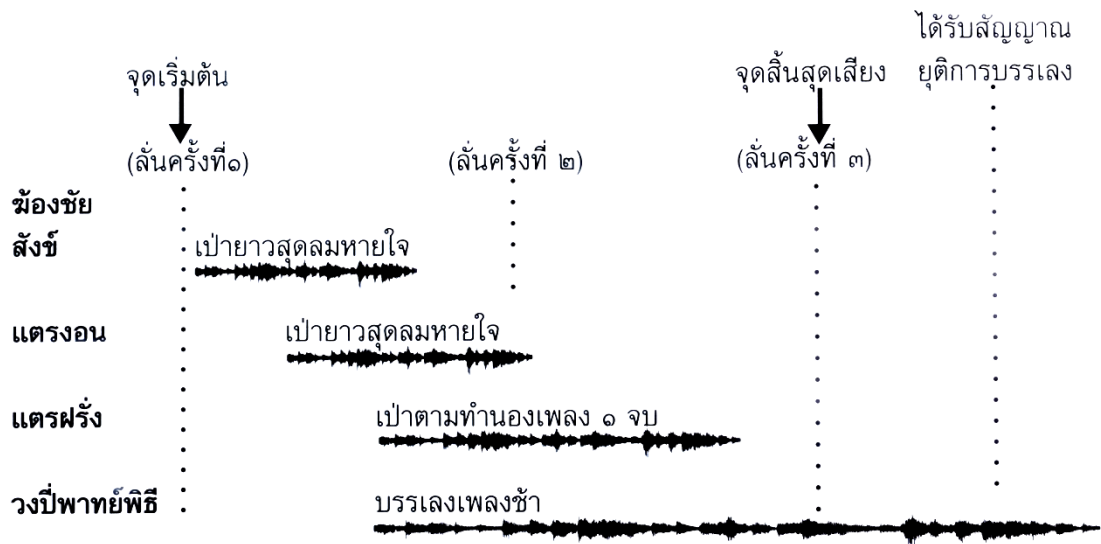 ได้รับสัญญาณ
จุดเริ่มต้น
จุดสิ้นสุดเสียง
ยุติการบรรเลง
(ลั่นครั้งที่๑)
(ลั่นครั้งที่ ๒)
(ลั่นครั้งที่ ๓)
ฆ้องชัย
สังข์
เป่ายาวสุดลมหายใจ
แตรงอน
เป่ายาวสุดลมหายใจ
แตรฝรั่ง
เป่าตามทำนองเพลง ๑ จบ
วงปี่พาทย์พิธี
บรรเลงเพลงช้า